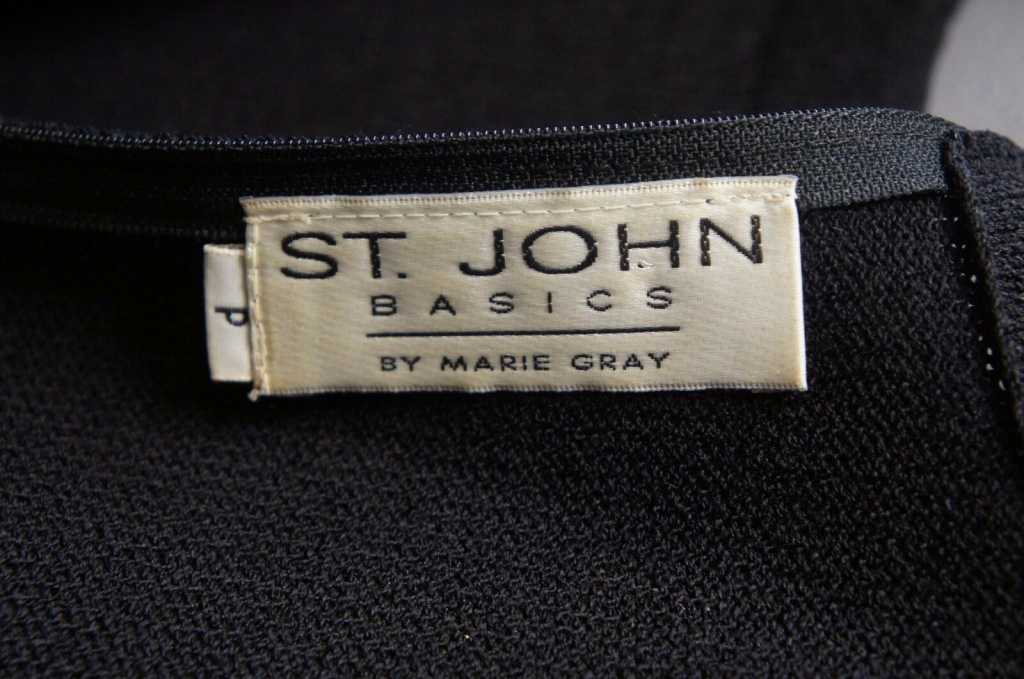 ST. JOHN
BASICS
BY MARIE GRAY
P